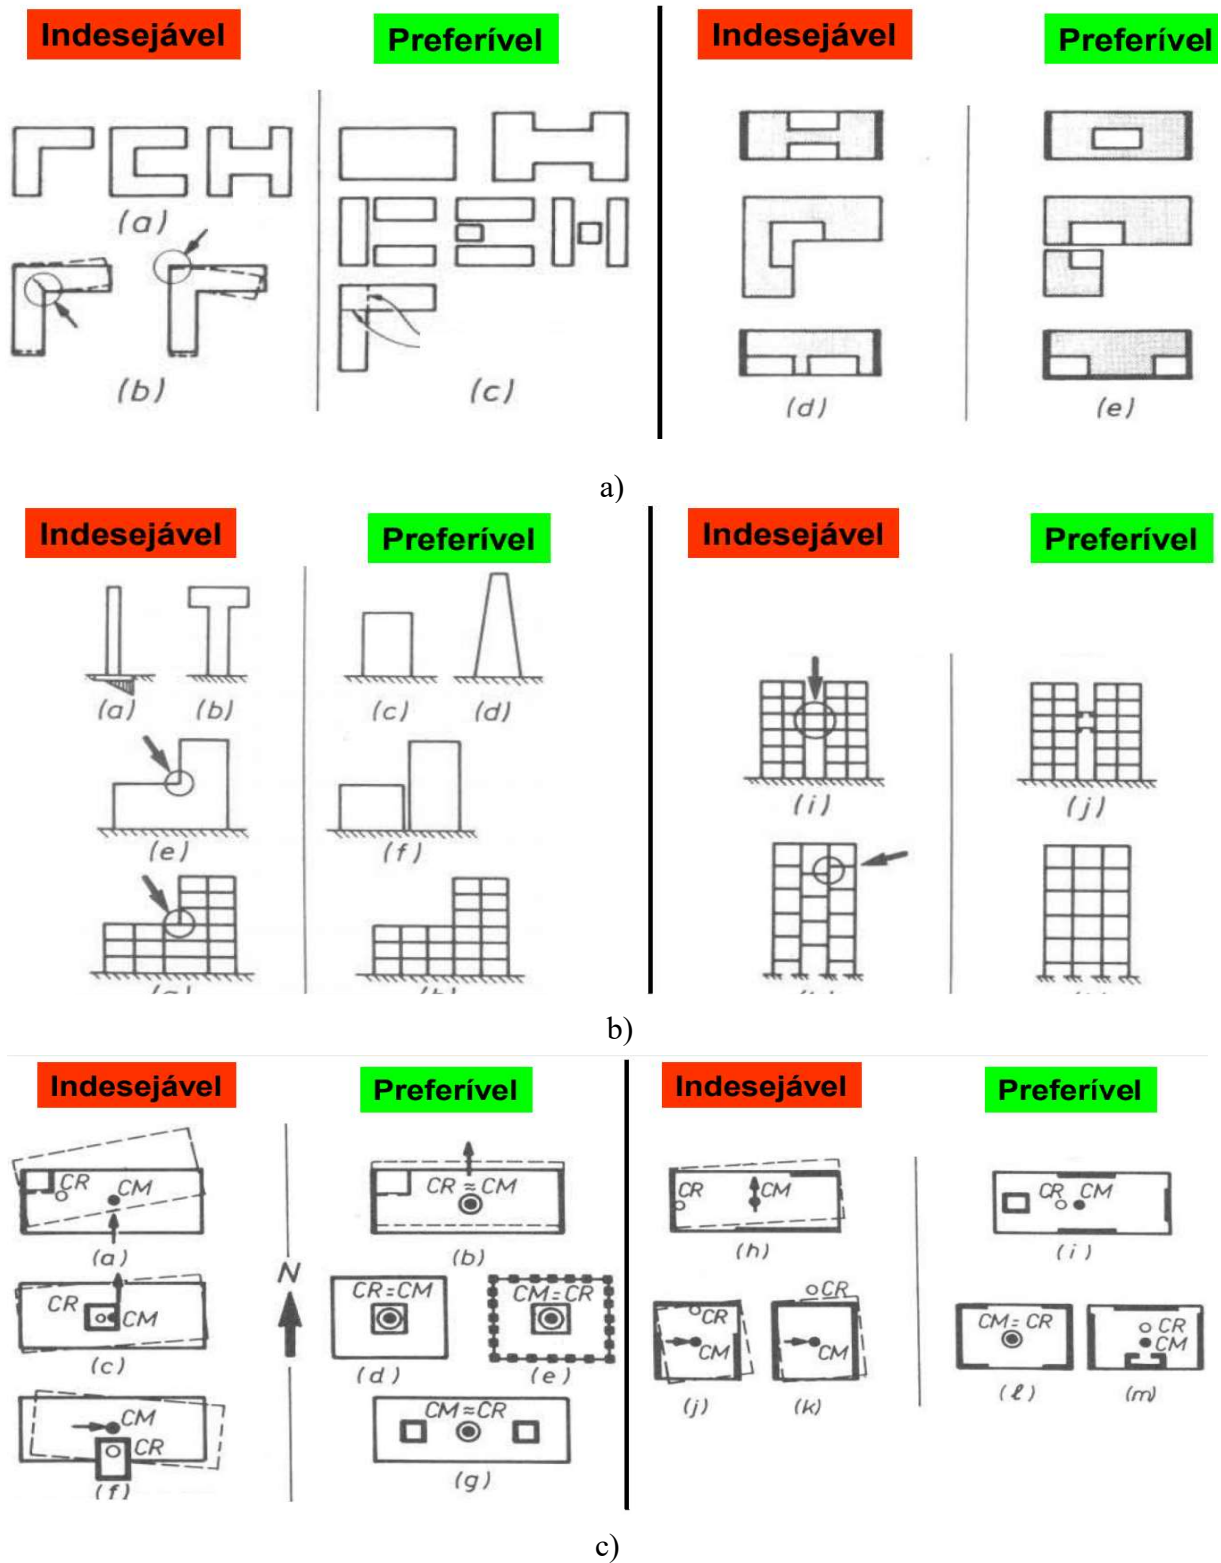 Indesejável Preferível Indesejável Preferível
(a)
(b) (c) (d) (e)
a)
Indesejável Preferível Indesejável Preferível
(a) (b) (c) (d)
(i) (j)
(e) (f)
b)
Indesejável Preferível Indesejável Preferível
CR CM CR ≈ CM CR CM CR CM
(a) (b) (h) (i)
N
CR CM CR = CM CM = CR CR CM CR CM CM = CR CR CM
(c) (d) (e) (j) (k) (l) (m)
CM CR CM ≈ CR
(f) (g)
c)